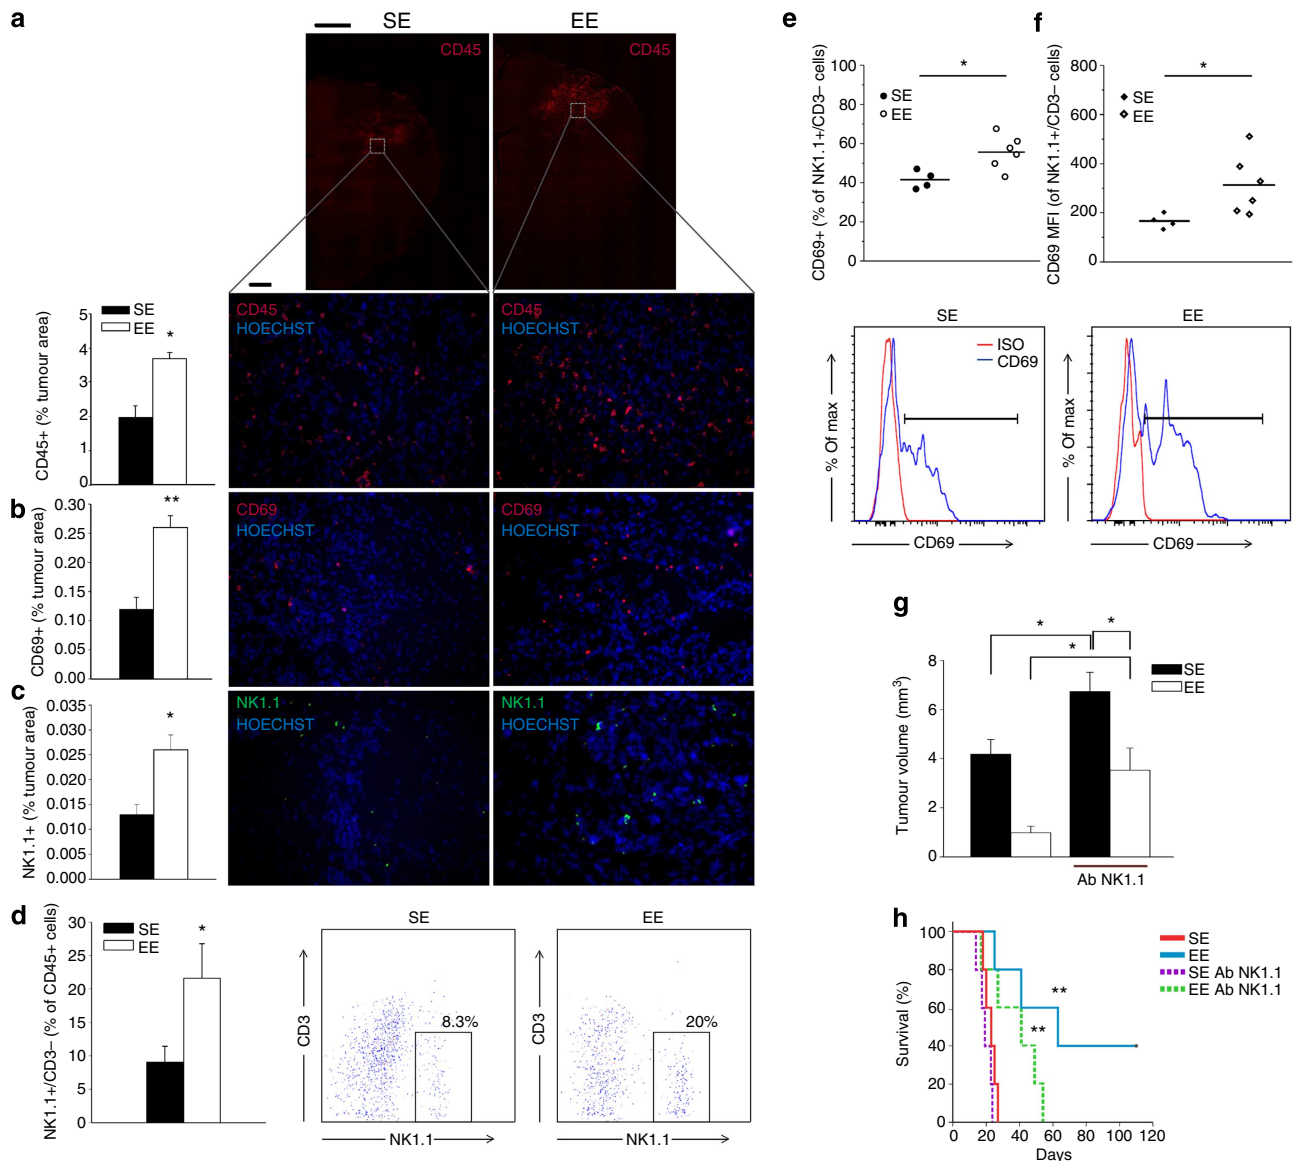 a
SE
EE
CD45
CD45
SE
EE
*
CD45+ (% tumour area)
5
4
3
2
1
0
CD45
HOECHST
CD45
HOECHST
b
**
CD69+ (% tumour area)
0.30
0.25
0.20
0.15
0.10
0.05
0.00
CD69
HOECHST
CD69
HOECHST
c
*
NK1.1+ (% tumour area)
0.035
0.030
0.025
0.020
0.015
0.010
0.005
0.000
NK1.1
HOECHST
NK1.1
HOECHST
d
SE
EE
*
NK1.1+/CD3– (% of CD45+ cells)
30
25
20
15
10
5
0
SE
8.3%
CD3
NK1.1
EE
20%
CD3
NK1.1
e
CD69+ (% of NK1.1+/CD3– cells)
100
80
60
40
20
0
*
SE
EE
f
CD69 MFI (of NK1.1+/CD3– cells)
800
600
400
200
0
*
SE
EE
SE
ISO
CD69
% Of max
CD69
EE
% Of max
CD69
g
* * *
SE
EE
Tumour volume (mm³)
8
6
4
2
0
Ab NK1.1
h
Survival (%)
100
80
60
40
20
0
** **
SE
EE
SE Ab NK1.1
EE Ab NK1.1
0 20 40 60 80 100 120
Days